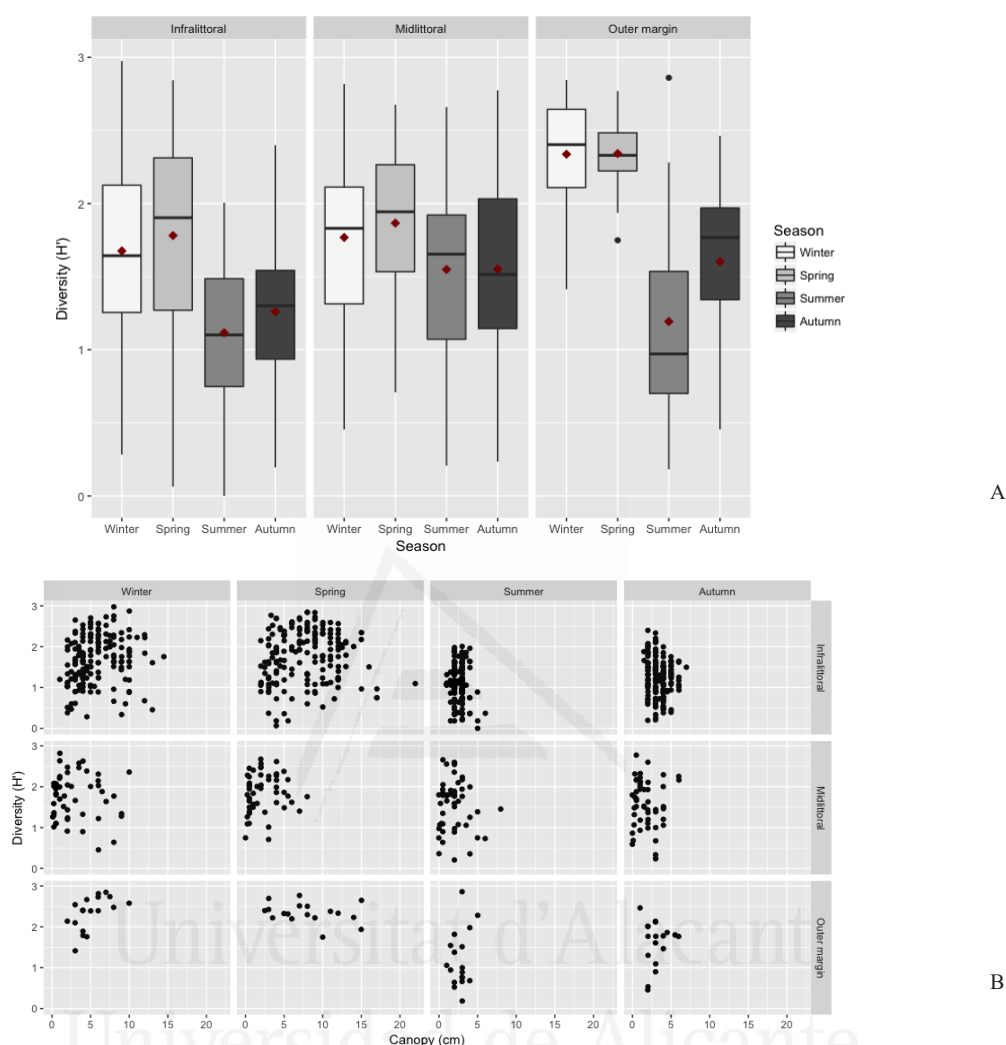 Infralittoral Midlittoral Outer margin
3
2
1
0
Diversity (H')
Winter Spring Summer Autumn Winter Spring Summer Autumn Winter Spring Summer Autumn
Season
Season
Winter
Spring
Summer
Autumn
A
Winter Spring Summer Autumn
3
2
1
0
Infralittoral
3
2
1
0
Midlittoral
3
2
1
0
Outer margin
Diversity (H')
0 5 10 15 20 0 5 10 15 20 0 5 10 15 20 0 5 10 15 20
Canopy (cm)
B
Universitat d'Alacant
Universidad de Alicante